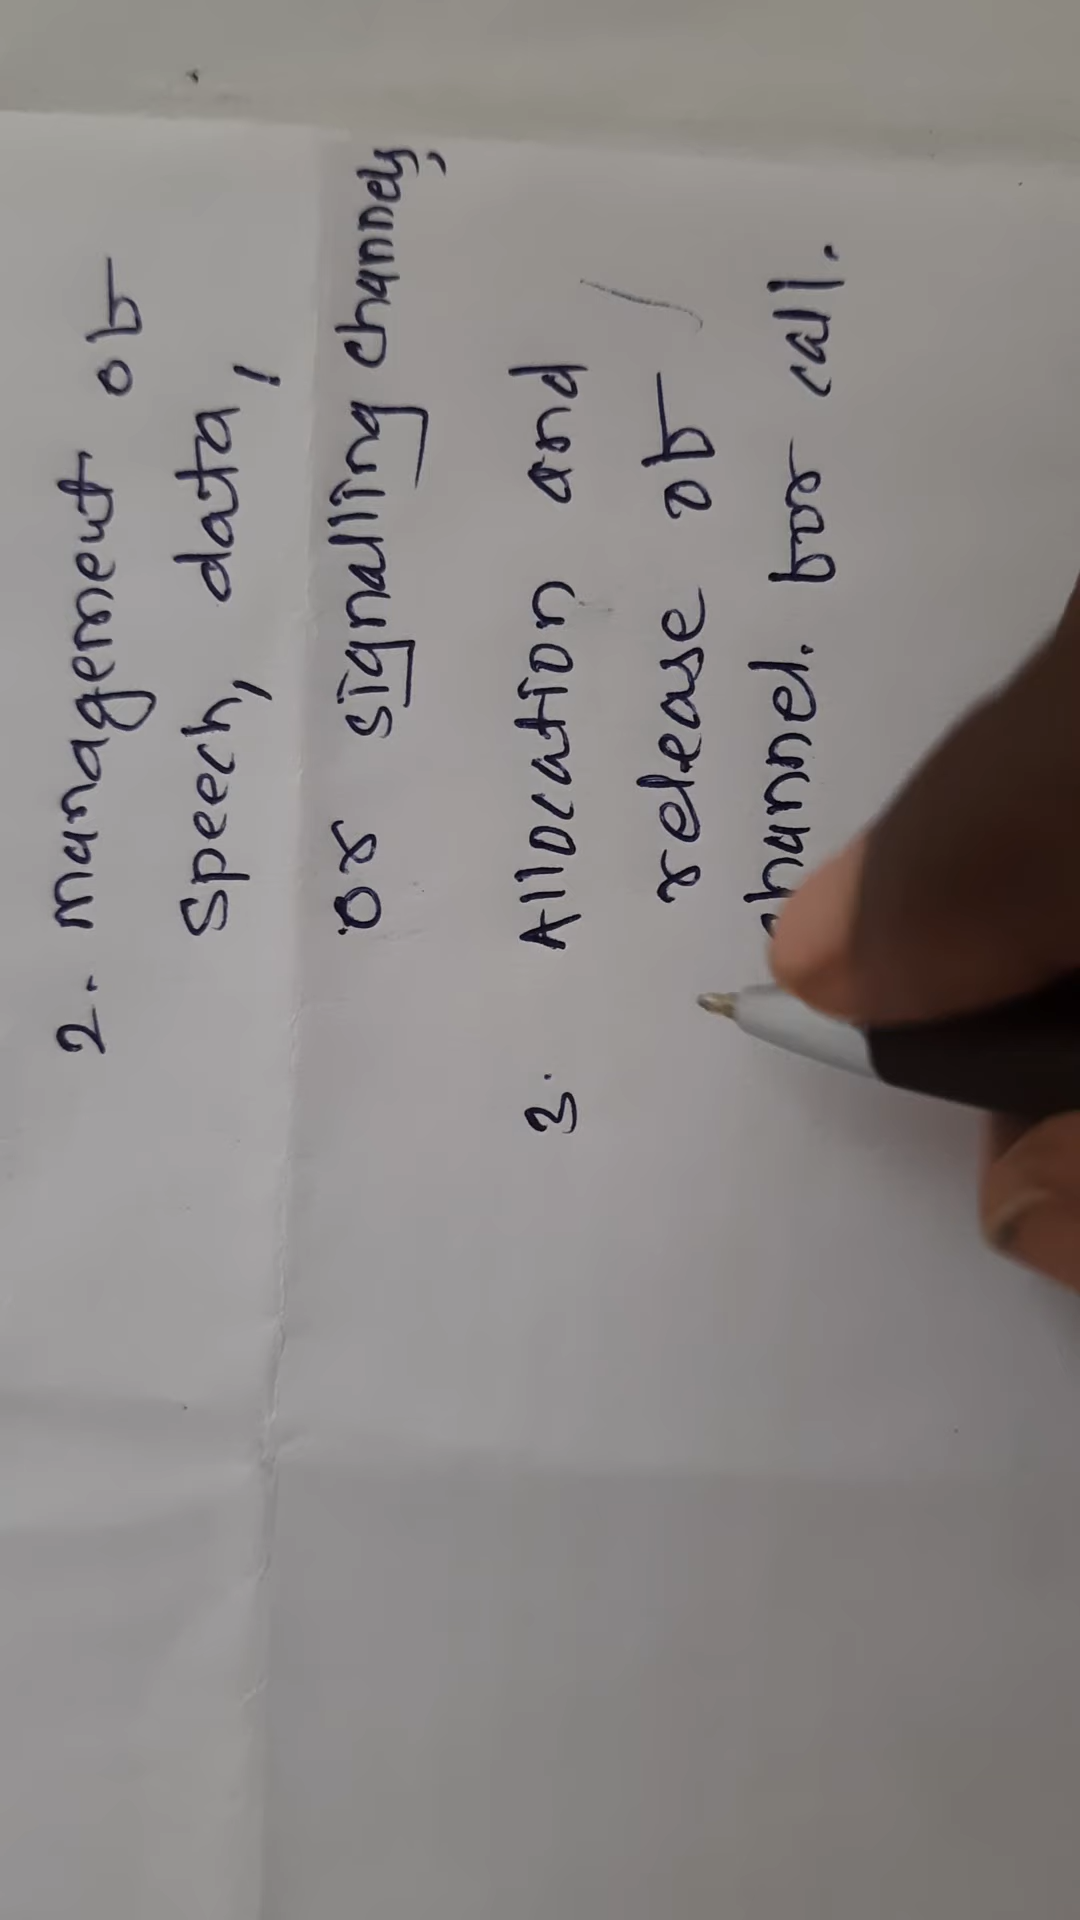 2. management of
speech, data,
or signalling channels,
3. Allocation and
release of
channel. for call.